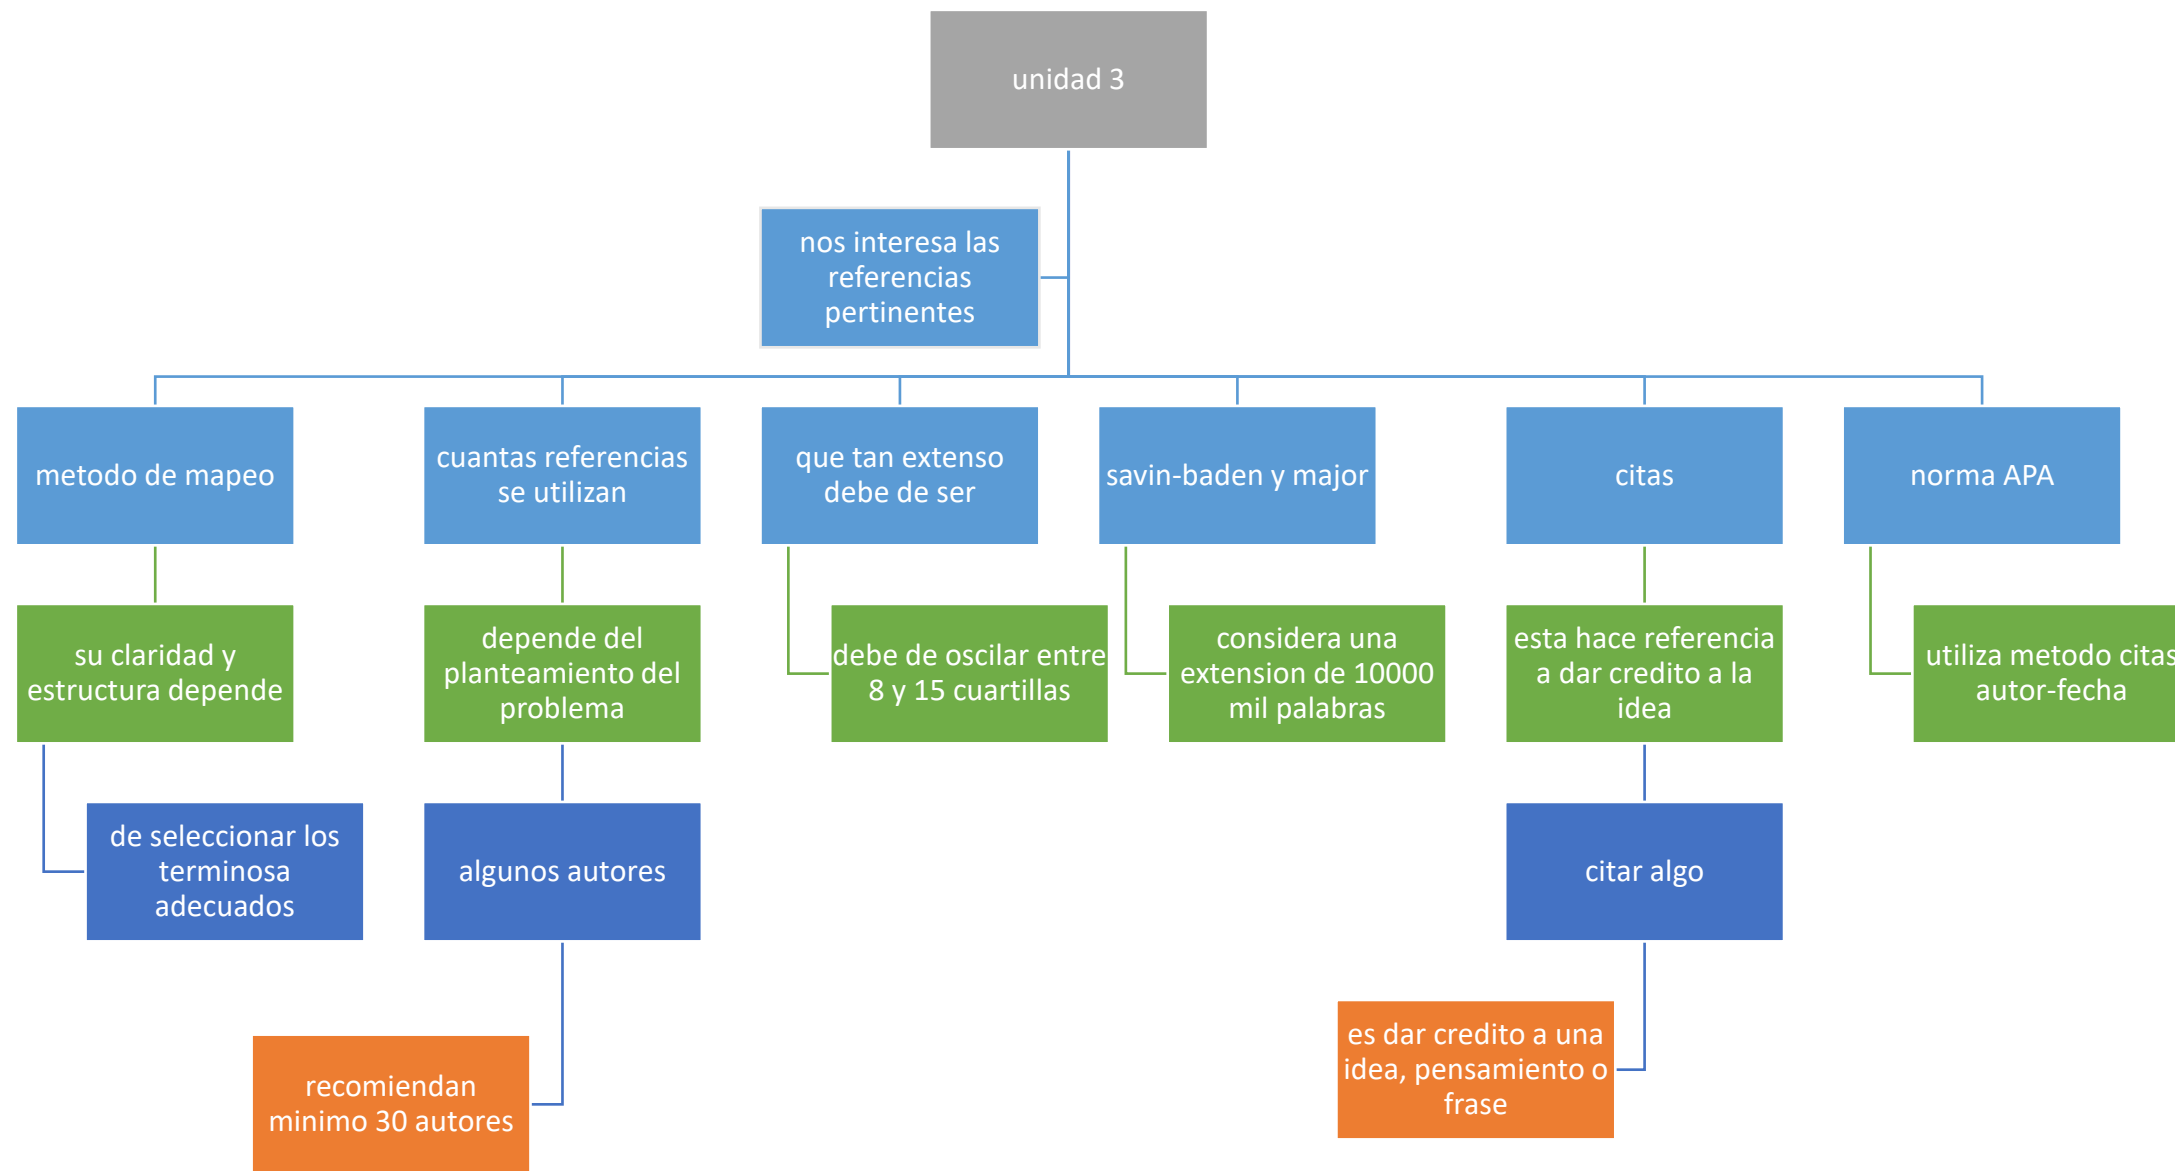 unidad 3
nos interesa las
referencias
pertinentes
metodo de mapeo
cuantas referencias
se utilizan
que tan extenso
debe de ser
savin-baden y major
citas
norma APA
su claridad y
estructura depende
depende del
planteamiento del
problema
debe de oscilar entre
8 y 15 cuartillas
considera una
extension de 10000
mil palabras
esta hace referencia
a dar credito a la
idea
utiliza metodo citas
autor-fecha
de seleccionar los
terminosa
adecuados
algunos autores
citar algo
recomiendan
minimo 30 autores
es dar credito a una
idea, pensamiento o
frase